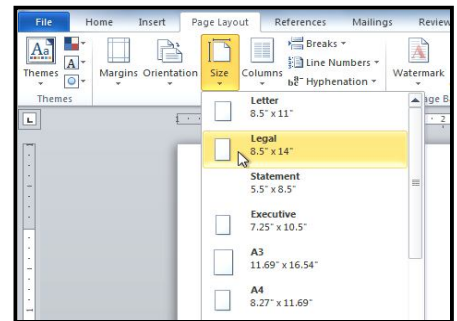 File Home Insert Page Layout References Mailings Review
Breaks
Line Numbers
Hyphenation
Themes Margins Orientation Size Columns Watermark
Themes
Letter
8.5" x 11"
Legal
8.5" x 14"
Statement
5.5" x 8.5"
Executive
7.25" x 10.5"
A3
11.69" x 16.54"
A4
8.27" x 11.69"